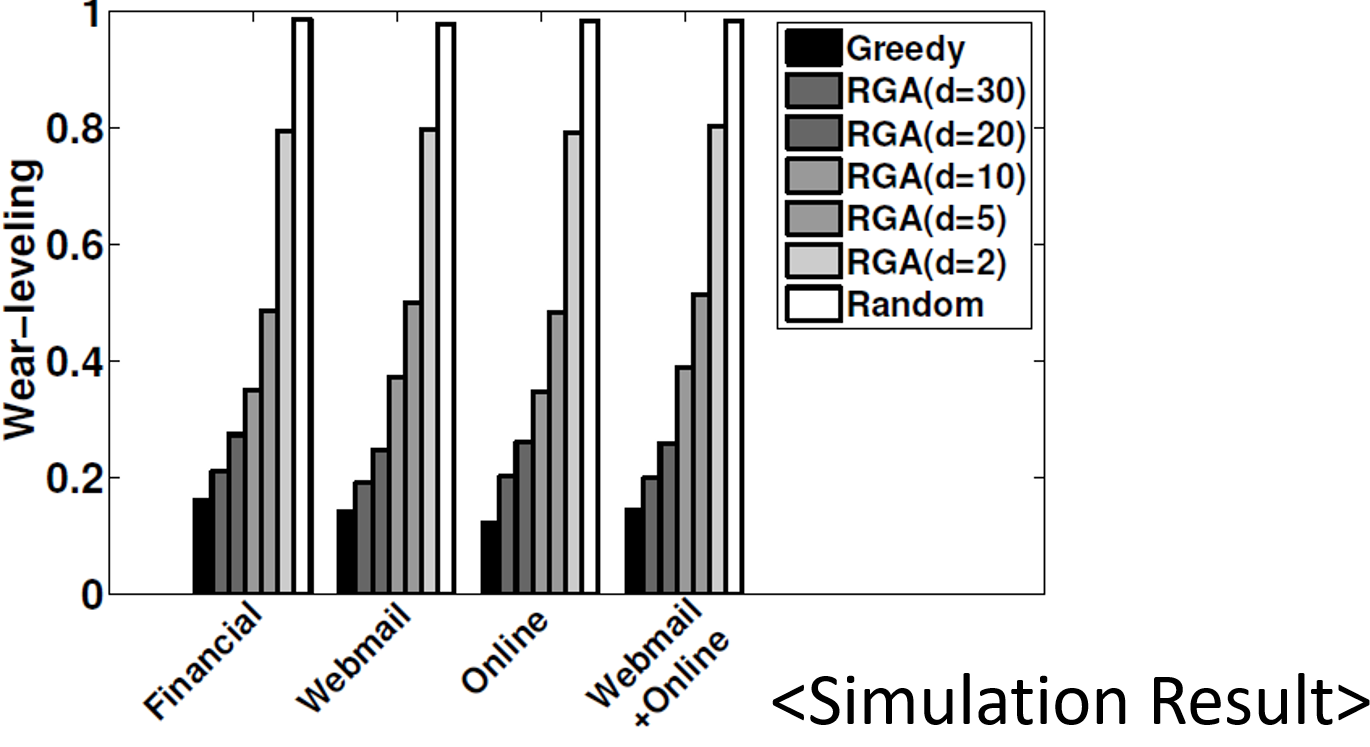 1
0.8
0.6
0.4
0.2
0
Wear–leveling
Greedy
RGA(d=30)
RGA(d=20)
RGA(d=10)
RGA(d=5)
RGA(d=2)
Random
Financial
Webmail
Online
Webmail
+Online
<Simulation Result>